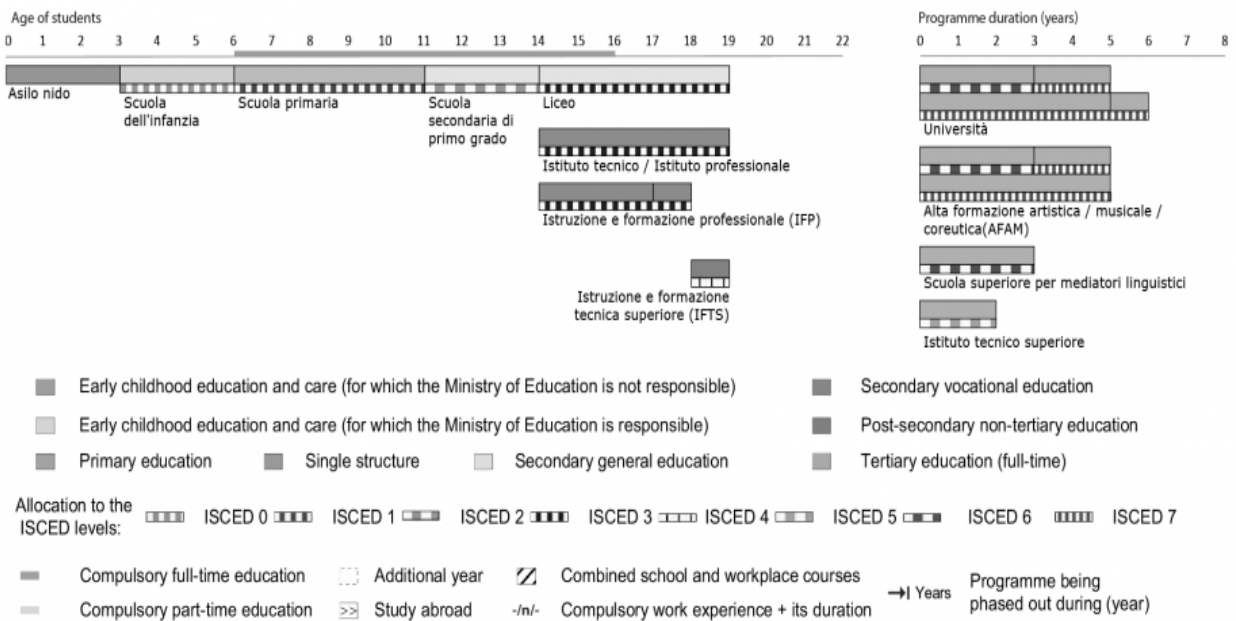 Age of students
Programme duration (years)
0 1 2 3 4 5 6 7 8 9 10 11 12 13 14 15 16 17 18 19 20 21 22
0 1 2 3 4 5 6 7 8
Asilo nido
Scuola
dell'infanzia
Scuola primaria
Scuola
secondaria di
primo grado
Liceo
Istituto tecnico / Istituto professionale
Istruzione e formazione professionale (IFP)
Istruzione e formazione
tecnica superiore (IFTS)
Università
Alta formazione artistica / musicale /
coreutica(AFAM)
Scuola superiore per mediatori linguistici
Istituto tecnico superiore
Early childhood education and care (for which the Ministry of Education is not responsible)
Secondary vocational education
Early childhood education and care (for which the Ministry of Education is responsible)
Post-secondary non-tertiary education
Primary education
Single structure
Secondary general education
Tertiary education (full-time)
Allocation to the
ISCED levels:
ISCED 0
ISCED 1
ISCED 2
ISCED 3
ISCED 4
ISCED 5
ISCED 6
ISCED 7
Compulsory full-time education
Additional year
Combined school and workplace courses
Years
Programme being
phased out during (year)
Compulsory part-time education
>>
Study abroad
-/n/-
Compulsory work experience + its duration